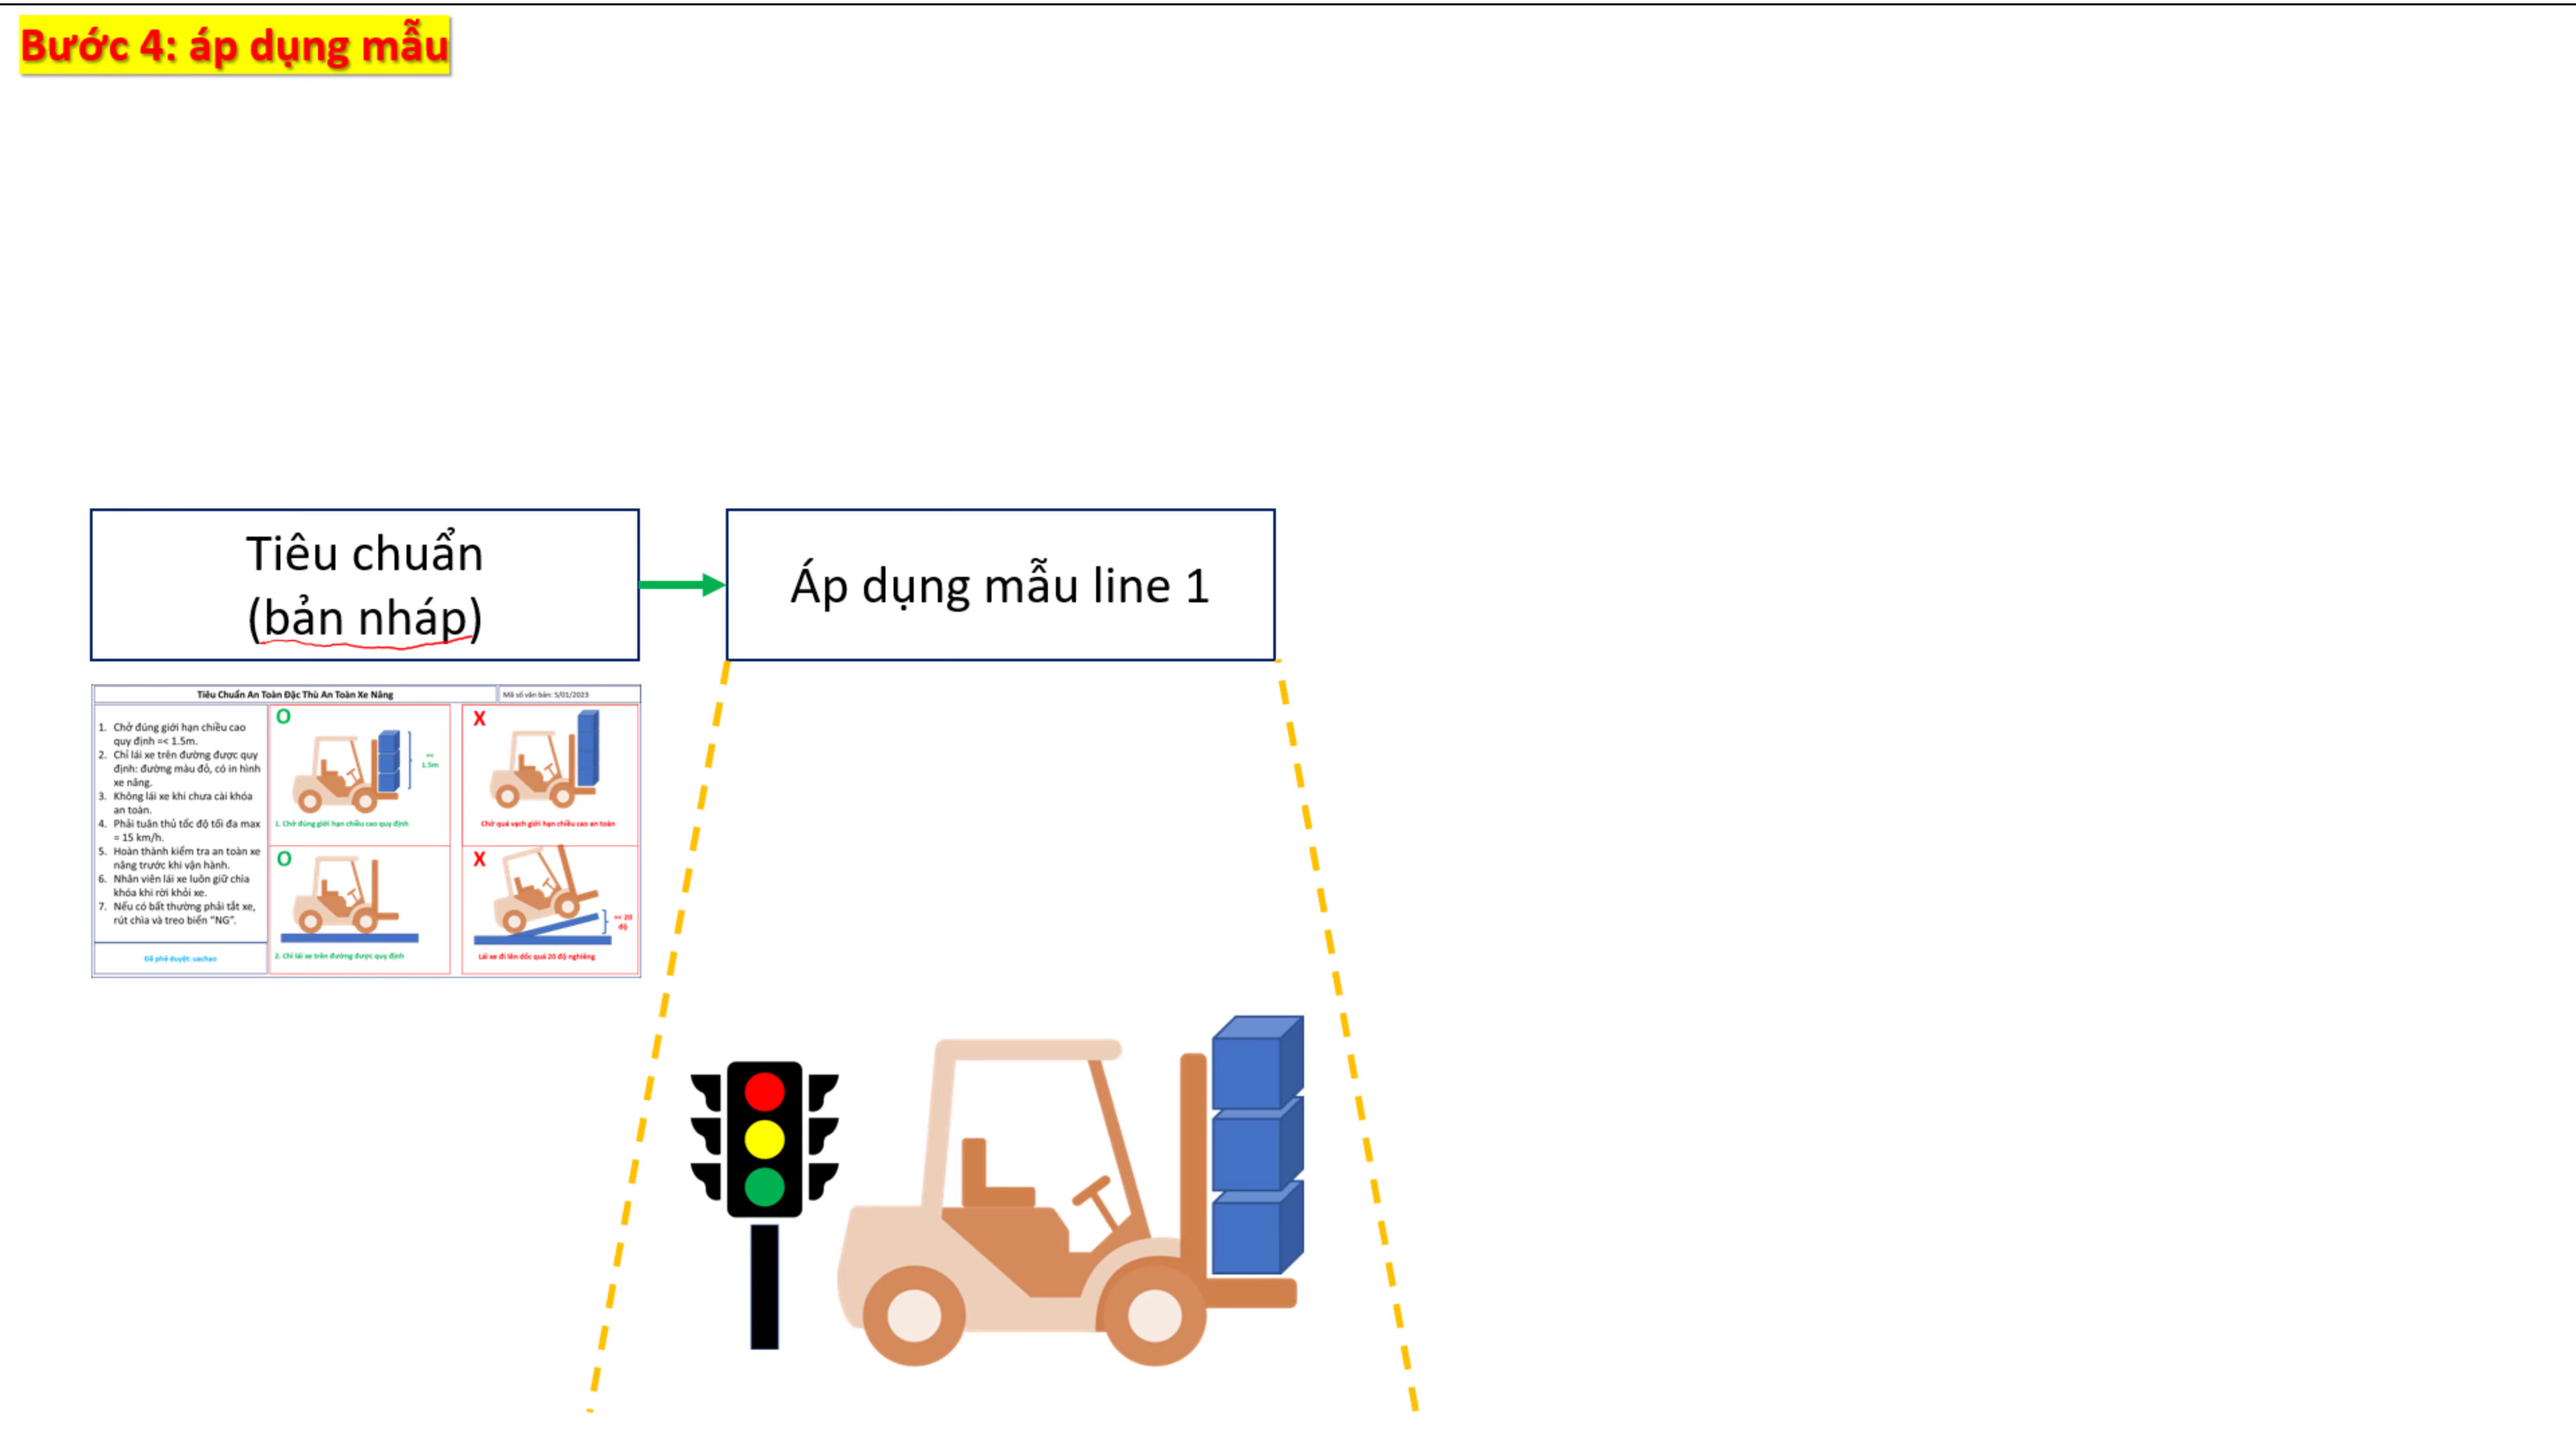 Bước 4: áp dụng mẫu
Tiêu chuẩn
(bản nháp)
Áp dụng mẫu line 1
Tiêu Chuẩn An Toàn Đặc Thù An Toàn Xe Nâng
Mã số văn bản: S/01/2023
1. Chở đúng giới hạn chiều cao
quy định =< 1.5m.
2. Chỉ lái xe trên đường được quy
định: đường màu đỏ, có in hình
xe nâng.
3. Không lái xe khi chưa cài khóa
an toàn.
4. Phải tuân thủ tốc độ tối đa max
= 15 km/h.
5. Hoàn thành kiểm tra an toàn xe
nâng trước khi vận hành.
6. Nhân viên lái xe luôn giữ chìa
khóa khi rời khỏi xe.
7. Nếu có bất thường phải tắt xe,
rút chìa và treo biển “NG”.
Đã phê duyệt: uachan
O
=<
1.5m
1. Chở đúng giới hạn chiều cao quy định
X
Chở quá vạch giới hạn chiều cao an toàn
O
2. Chỉ lái xe trên đường được quy định
X
=< 20
độ
Lái xe đi lên dốc quá 20 độ nghiêng